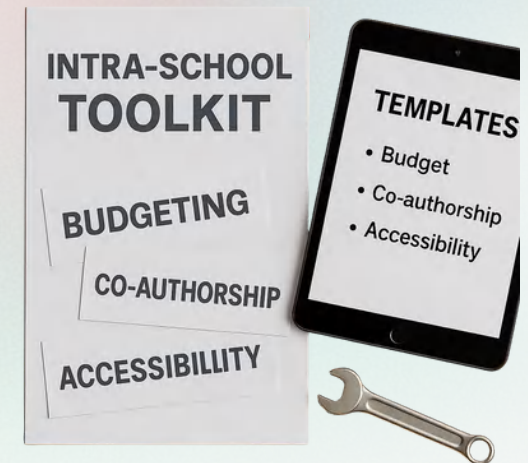 INTRA-SCHOOL
TOOLKIT
BUDGETING
CO-AUTHORSHIP
ACCESSIBILLITY
TEMPLATES
• Budget
• Co-authorship
• Accessibility